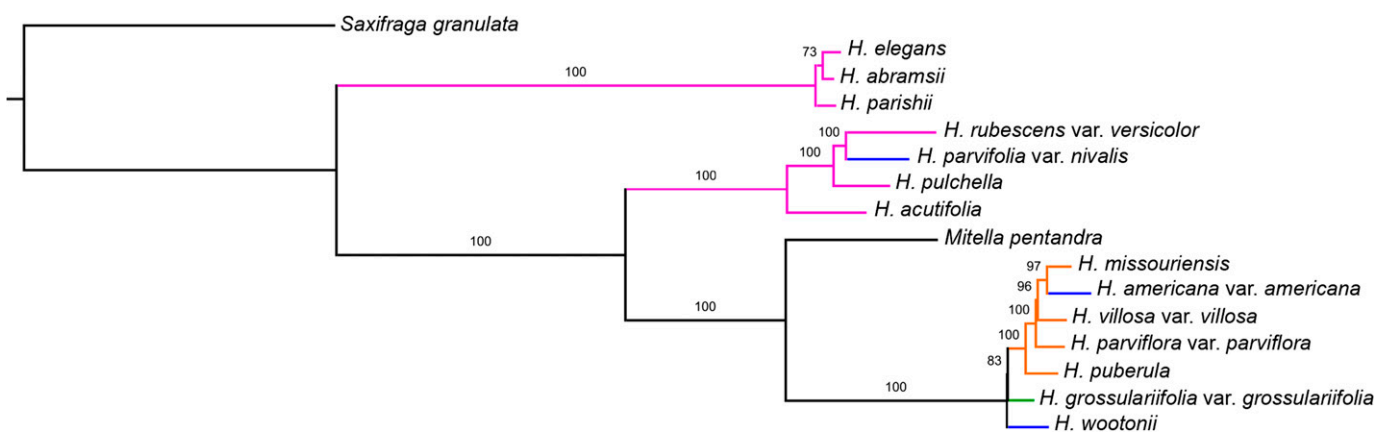 Saxifraga granulata
73 H. elegans
100
H. abramsii
H. parishii
100 H. rubescens var. versicolor
100 H. parvifolia var. nivalis
100 H. pulchella
H. acutifolia
100 Mitella pentandra
97 H. missouriensis
96 H. americana var. americana
100 100 H. villosa var. villosa
100 H. parviflora var. parviflora
83 H. puberula
100 H. grossulariifolia var. grossulariifolia
H. wootonii